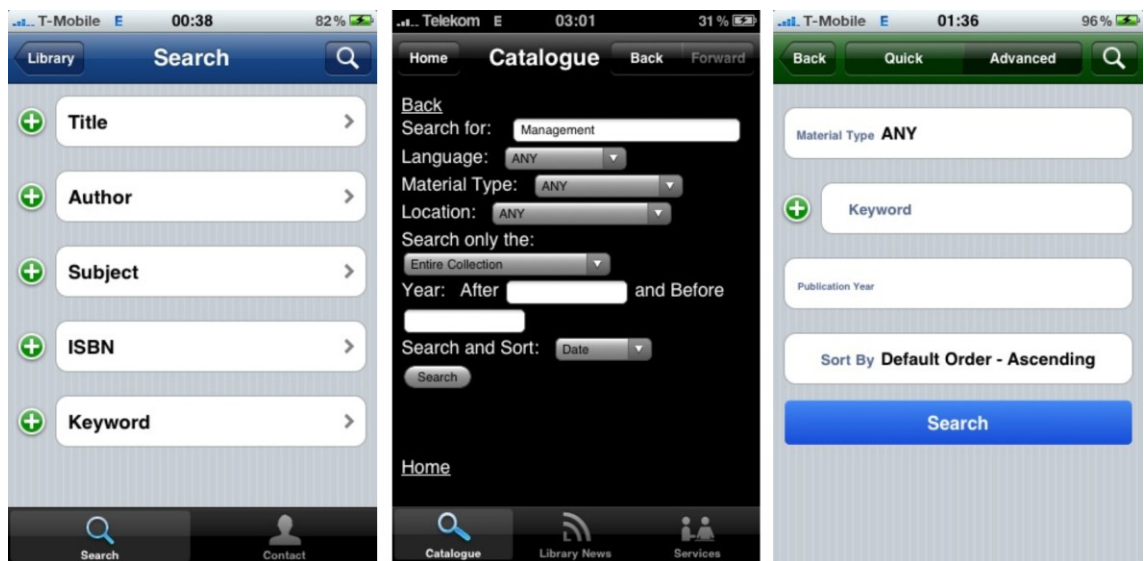 T-Mobile E 00:38 82%
Library Search
Title
Author
Subject
ISBN
Keyword
Search Contact
Telekom E 03:01 31%
Home Catalogue Back Forward
Back
Search for: Management
Language: ANY
Material Type: ANY
Location: ANY
Search only the:
Entire Collection
Year: After and Before
Search and Sort: Date
Search
Home
Catalogue Library News Services
T-Mobile E 01:36 96%
Back Quick Advanced
Material Type ANY
Keyword
Publication Year
Sort By Default Order - Ascending
Search